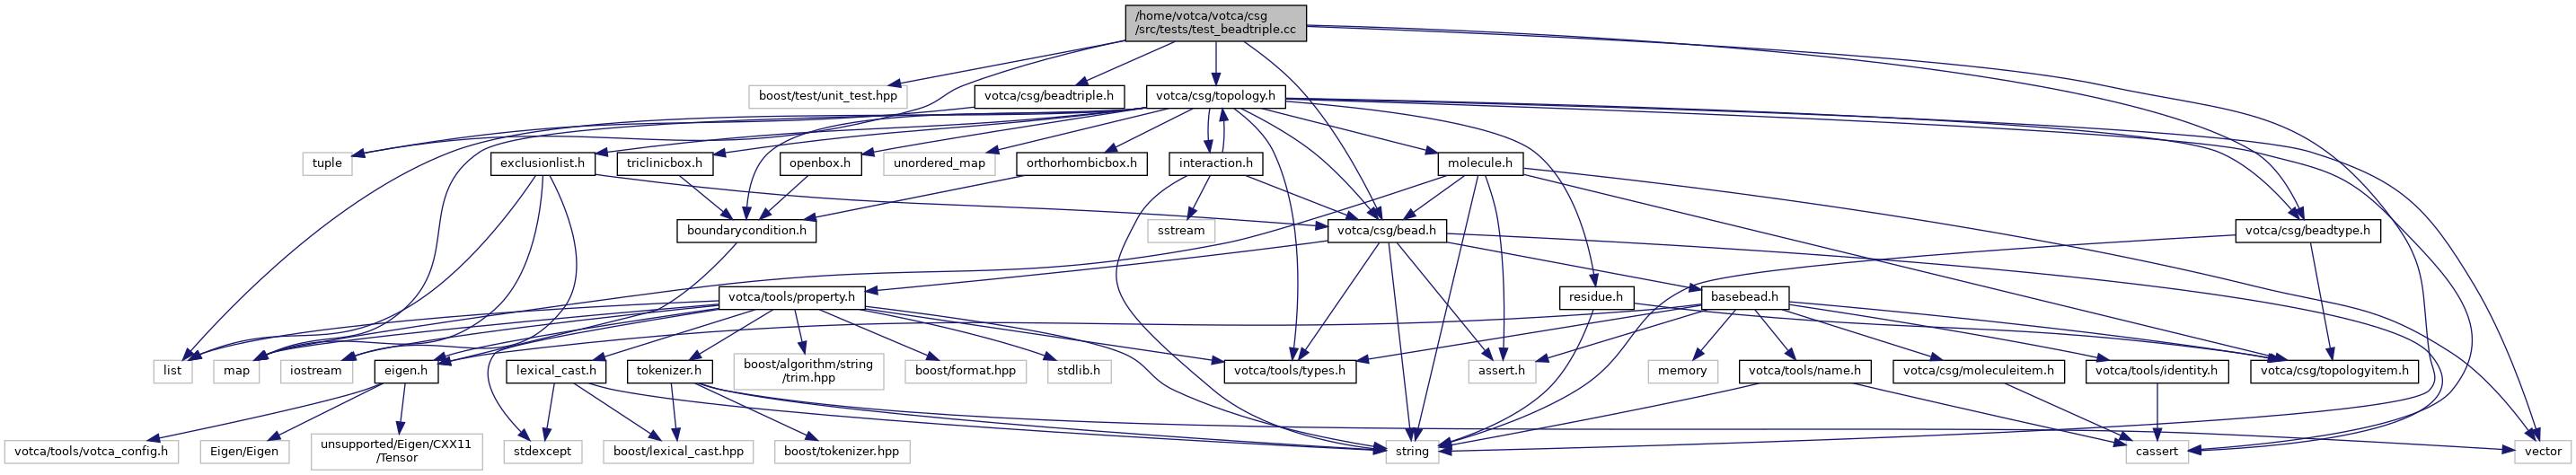 /home/votca/votca/csg
/src/tests/test_beadtriple.cc
boost/test/unit_test.hpp
votca/csg/beadtriple.h
votca/csg/topology.h
tuple
exclusionlist.h
triclinicbox.h
openbox.h
unordered_map
orthorhombicbox.h
interaction.h
molecule.h
boundarycondition.h
sstream
votca/csg/bead.h
votca/csg/beadtype.h
votca/tools/property.h
residue.h
basebead.h
list
map
iostream
eigen.h
lexical_cast.h
tokenizer.h
boost/algorithm/string
/trim.hpp
boost/format.hpp
stdlib.h
votca/tools/types.h
assert.h
memory
votca/tools/name.h
votca/csg/moleculeitem.h
votca/tools/identity.h
votca/csg/topologyitem.h
votca/tools/votca_config.h
Eigen/Eigen
unsupported/Eigen/CXX11
/Tensor
stdexcept
boost/lexical_cast.hpp
boost/tokenizer.hpp
string
cassert
vector